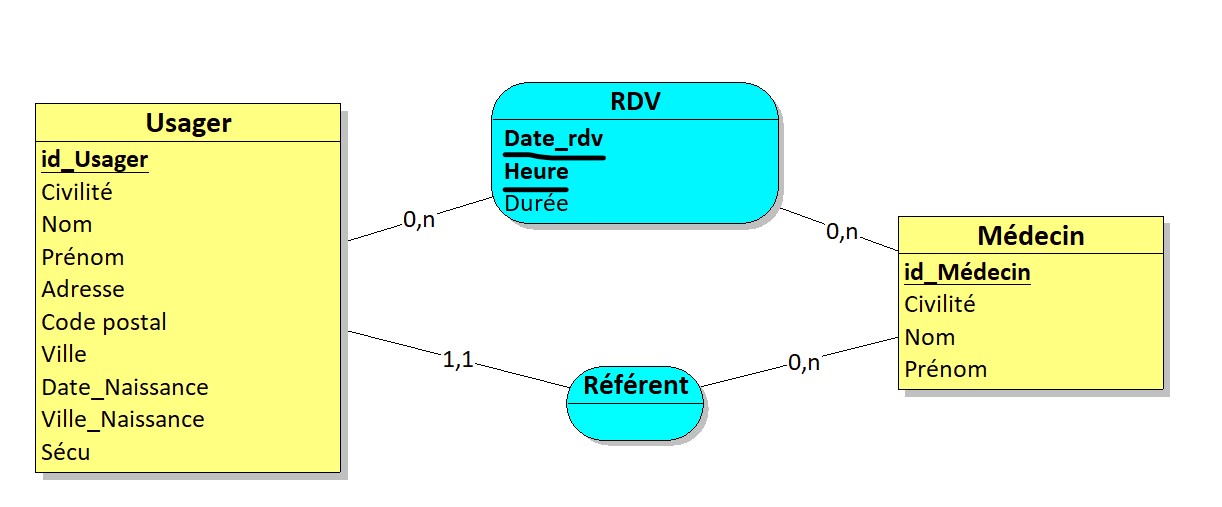 Usager
id_Usager
Civilité
Nom
Prénom
Adresse
Code postal
Ville
Date_Naissance
Ville_Naissance
Sécu
0,n
1,1
RDV
Date_rdv
Heure
Durée
Référent
0,n
0,n
Médecin
id_Médecin
Civilité
Nom
Prénom